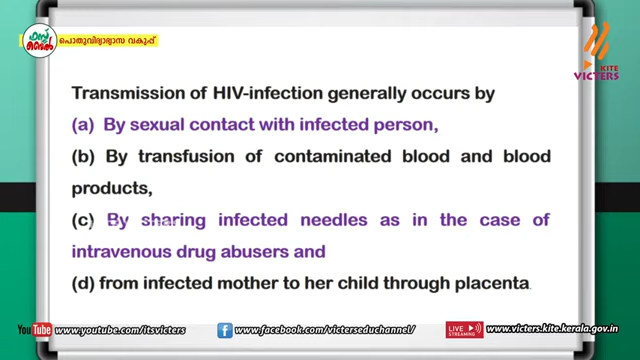 ഫസ്റ്റ് ബെൽ
പൊതുവിദ്യാഭ്യാസ വകുപ്പ്
KITE
VICTERS
Transmission of HIV-infection generally occurs by
(a) By sexual contact with infected person,
(b) By transfusion of contaminated blood and blood
products,
(c) By sharing infected needles as in the case of
intravenous drug abusers and
(d) from infected mother to her child through placenta
YouTube www.youtube.com/itsvicters
f www.facebook.com/victerseduchannel/
LIVE STREAMING www.victers.kite.kerala.gov.in